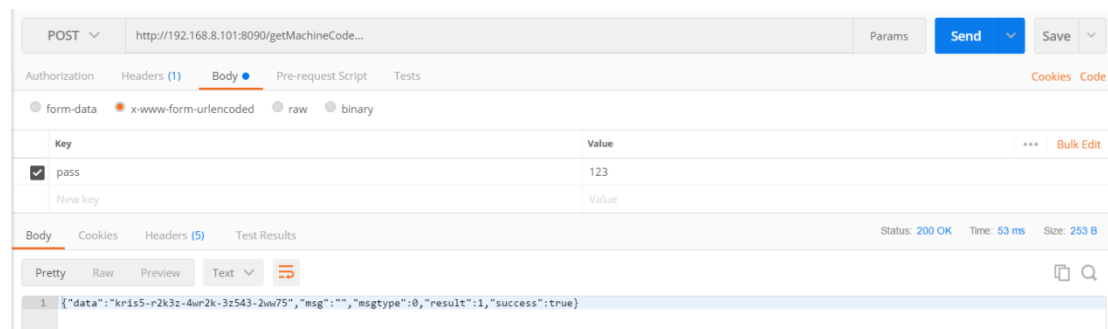 POST http://192.168.8.101:8090/getMachineCode... Params Send Save
Authorization Headers (1) Body Pre-request Script Tests Cookies Code
form-data x-www-form-urlencoded raw binary
Key Value ••• Bulk Edit
pass 123
New key Value
Body Cookies Headers (5) Test Results Status: 200 OK Time: 53 ms Size: 253 B
Pretty Raw Preview Text
1 {"data":"kris5-r2k3z-4wr2k-3z543-2ww75","msg":"","msgtype":0,"result":1,"success":true}